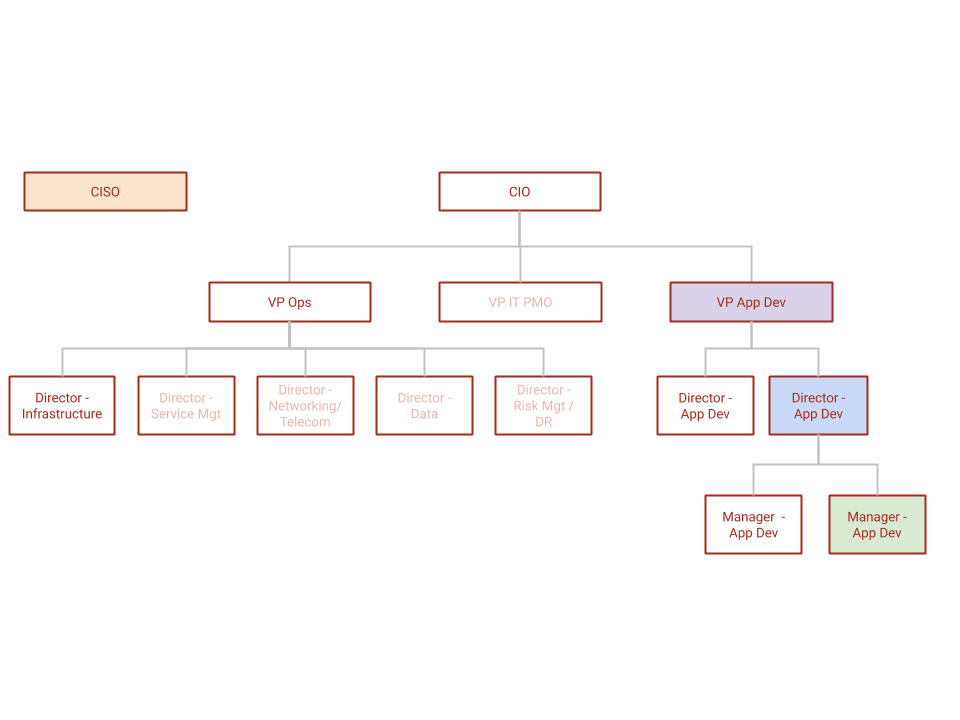 CISO
CIO
VP Ops
VP IT PMO
VP App Dev
Director -
Infrastructure
Director -
Service Mgt
Director -
Networking/
Telecom
Director -
Data
Director -
Risk Mgt /
DR
Director -
App Dev
Director -
App Dev
Manager  -
App Dev
Manager -
App Dev